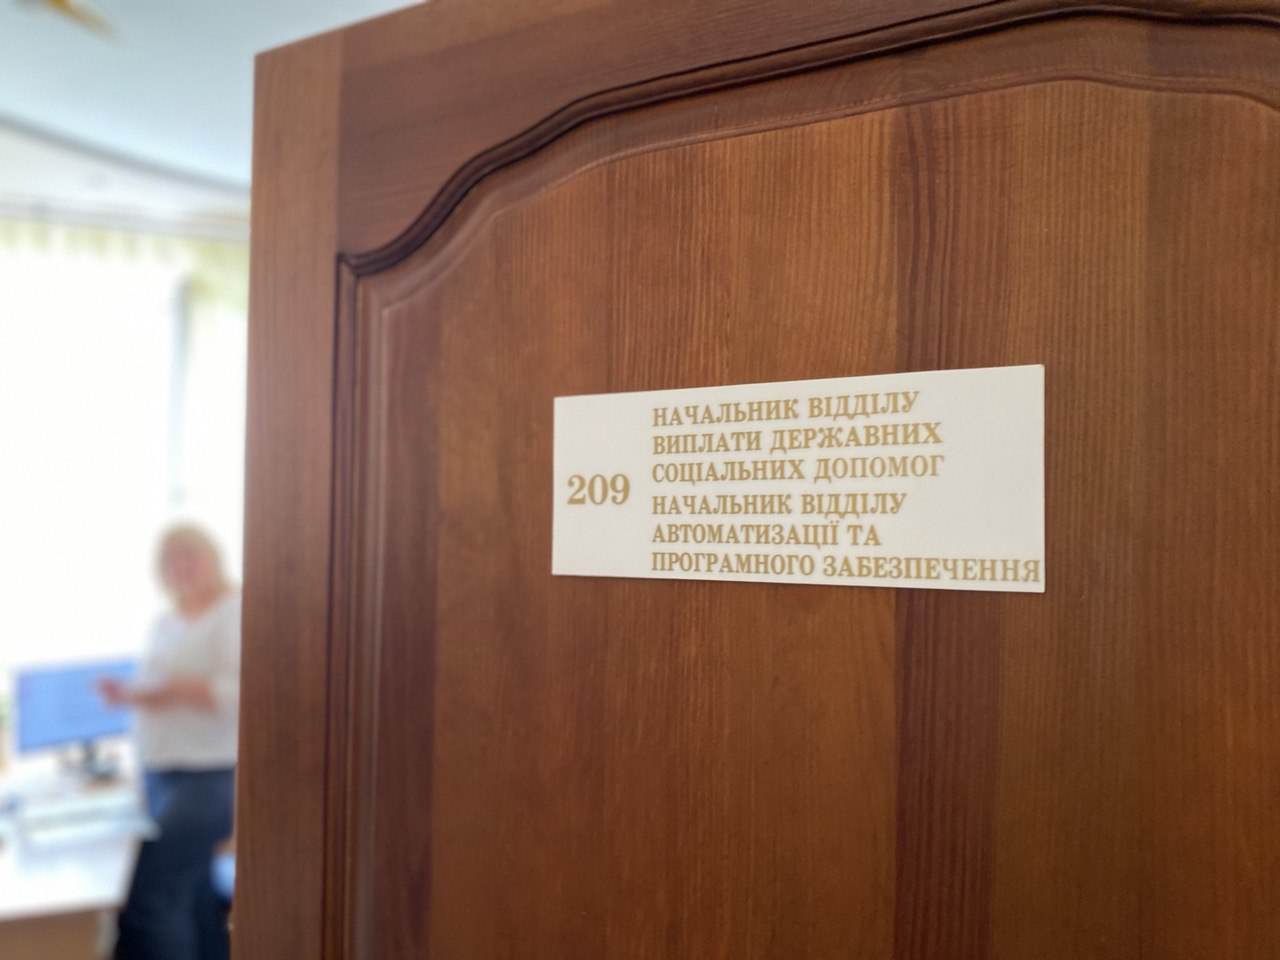 209
НАЧАЛЬНИК ВІДДІЛУ
ВИПЛАТИ ДЕРЖАВНИХ
СОЦІАЛЬНИХ ДОПОМОГ
НАЧАЛЬНИК ВІДДІЛУ
АВТОМАТИЗАЦІЇ ТА
ПРОГРАМНОГО ЗАБЕЗПЕЧЕННЯ